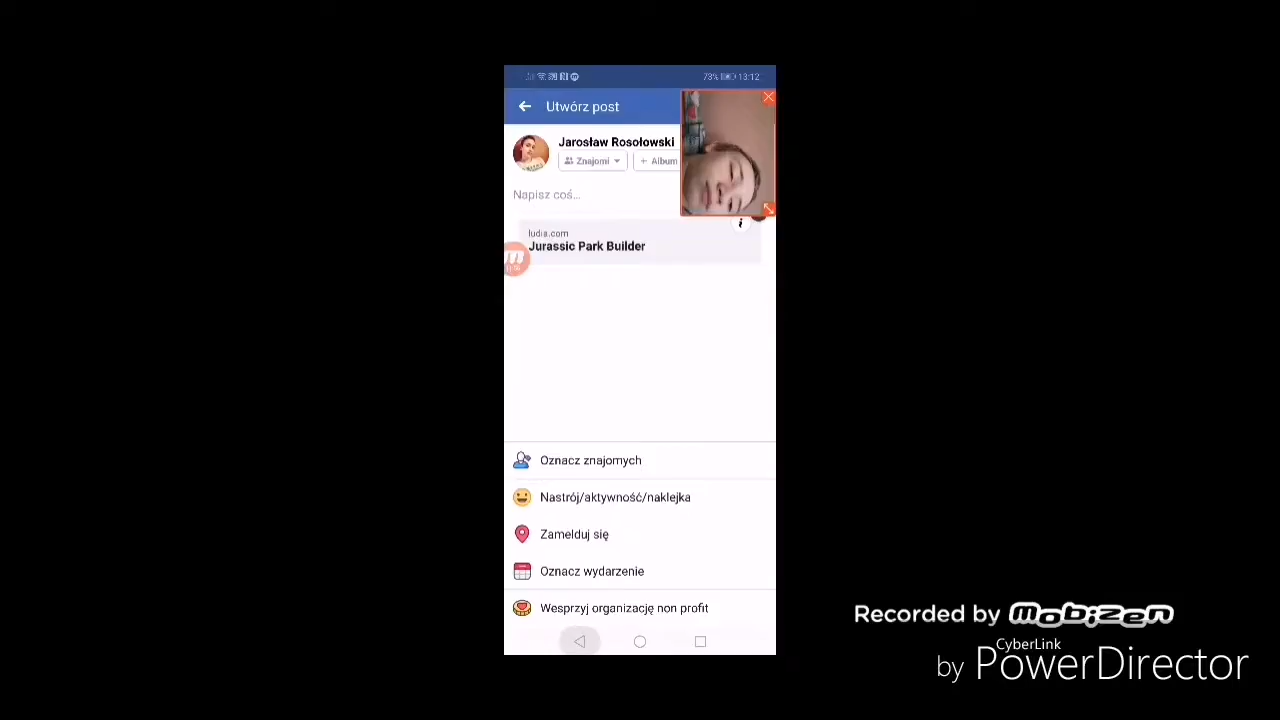 73% 13:12
Utwórz post
Jarosław Rosołowski
Znajomi
+ Album
Napisz coś...
ludia.com
Jurassic Park Builder
Oznacz znajomych
Nastrój/aktywność/naklejka
Zamelduj się
Oznacz wydarzenie
Wesprzyj organizację non profit
Recorded by mobizen
CyberLink
by PowerDirector